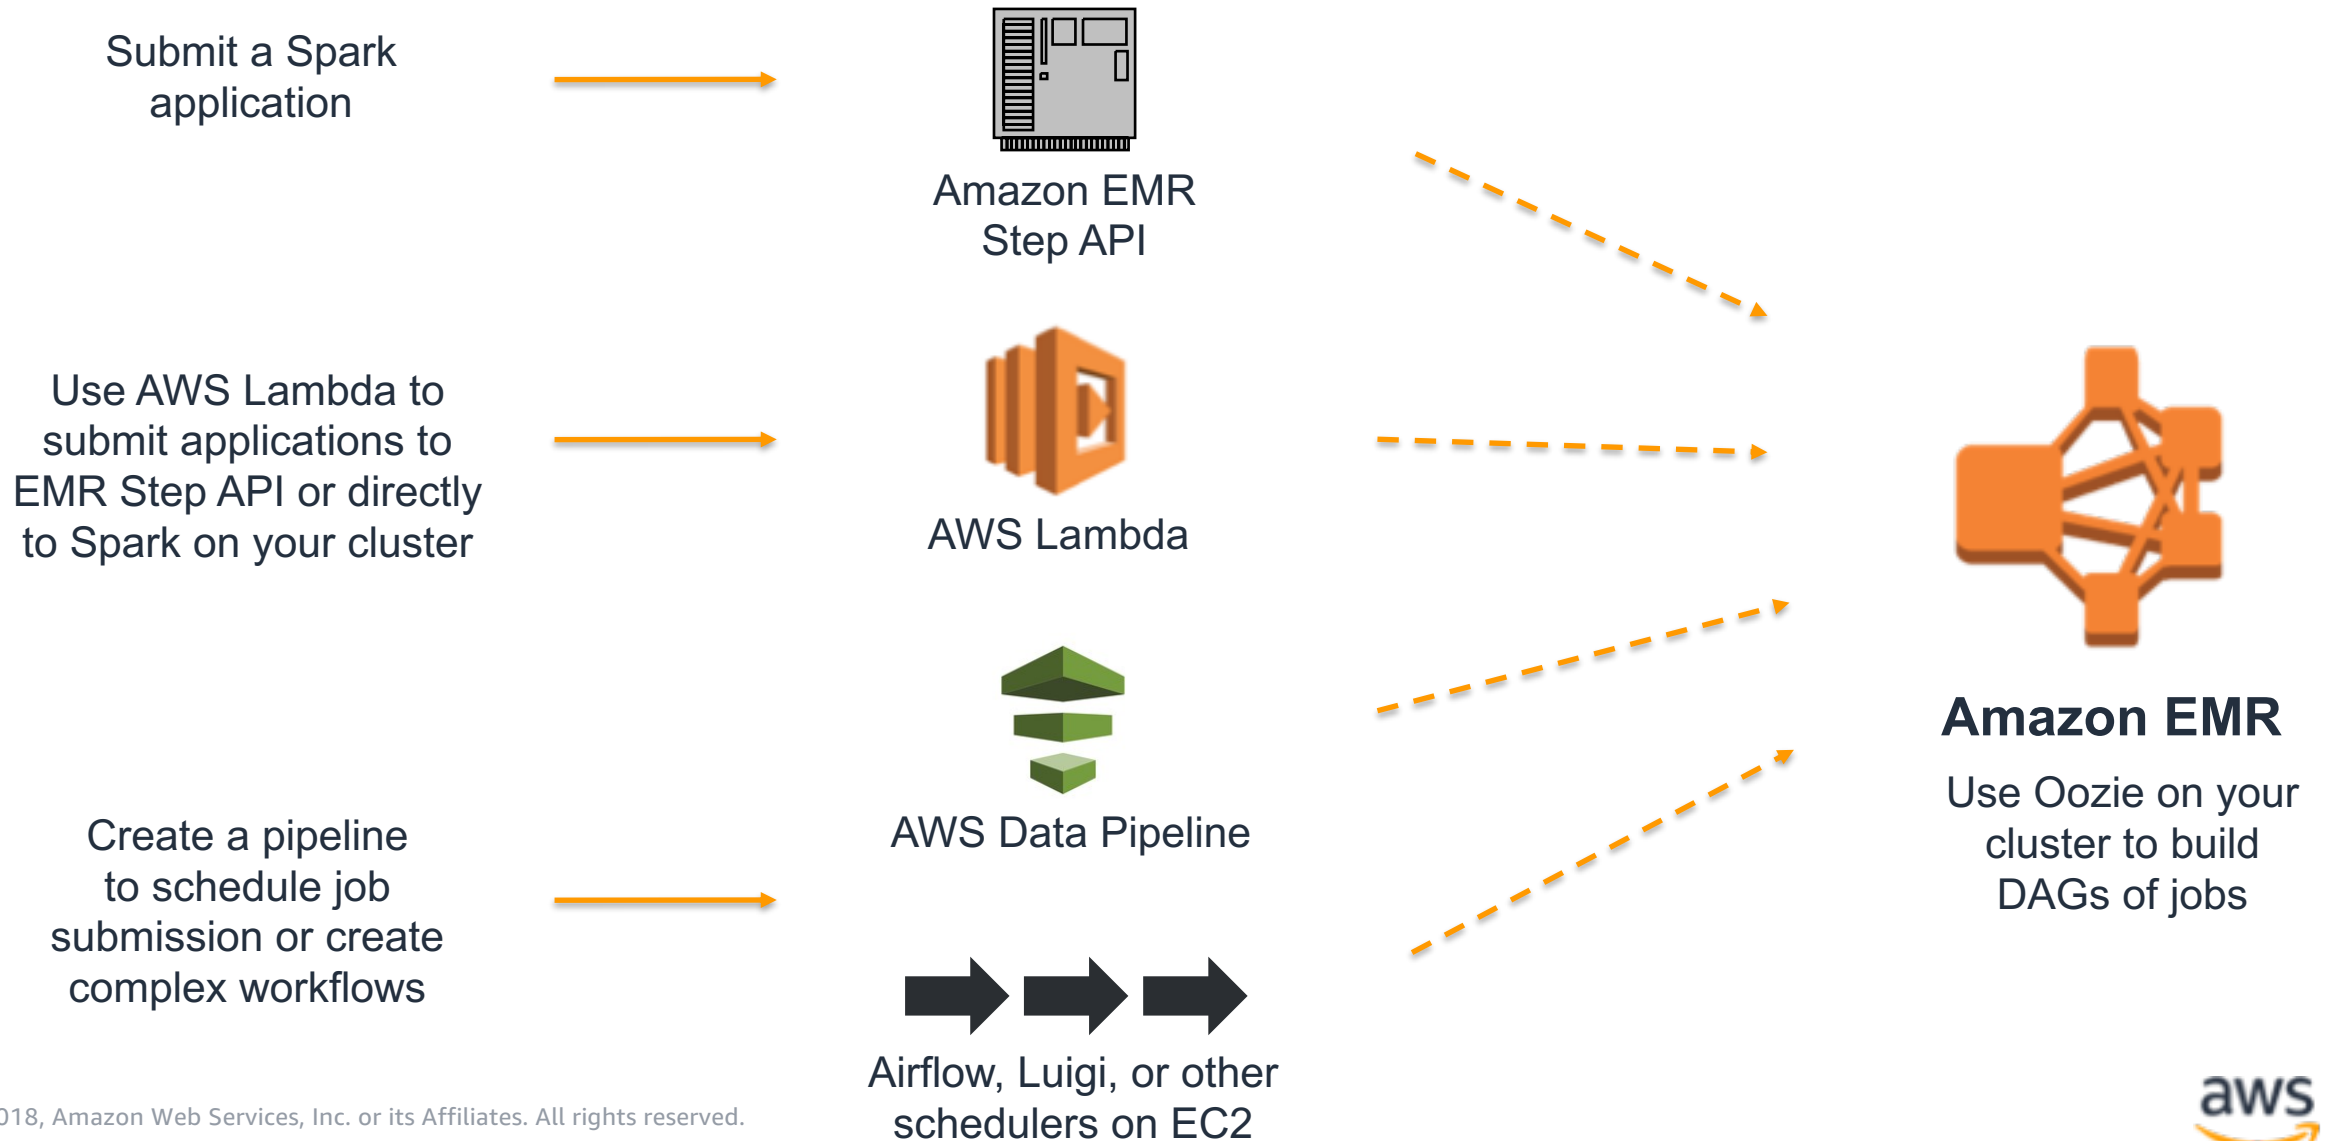 Submit a Spark
application
Amazon EMR
Step API
Use AWS Lambda to
submit applications to
EMR Step API or directly
to Spark on your cluster
AWS Lambda
Create a pipeline
to schedule job
submission or create
complex workflows
AWS Data Pipeline
Airflow, Luigi, or other
schedulers on EC2
Amazon EMR
Use Oozie on your
cluster to build
DAGs of jobs
018, Amazon Web Services, Inc. or its Affiliates. All rights reserved.
aws